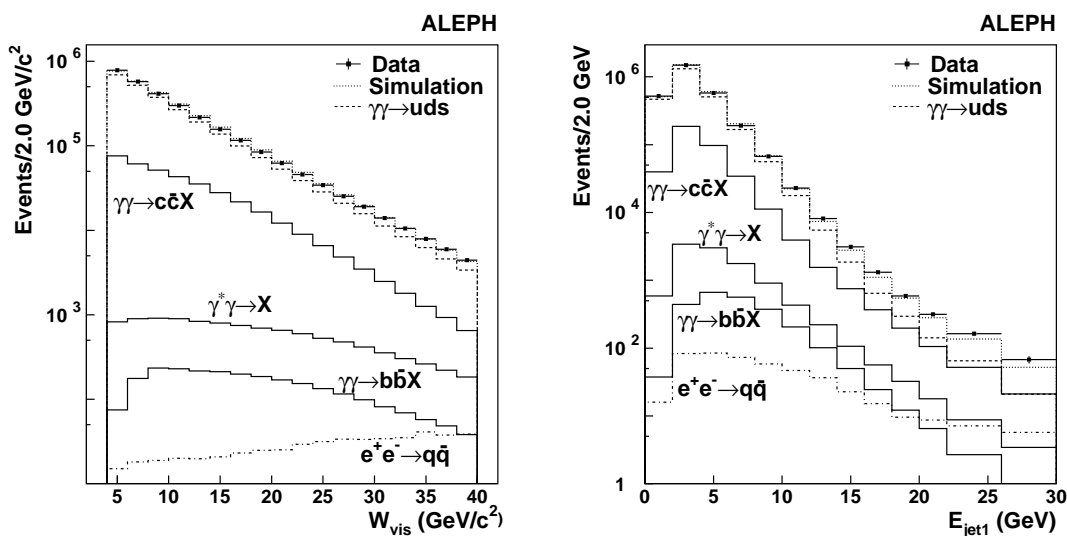 ALEPH
Events/2.0 GeV/c²
10⁶
10⁵
10³
Data
Simulation
γγ→uds
γγ→cc̄X
γ*γ→X
γγ→bb̄X
e⁺e⁻→qq̄
5 10 15 20 25 30 35 40
W_vis (GeV/c²)
ALEPH
Events/2.0 GeV
10⁶
10⁴
10²
1
Data
Simulation
γγ→uds
γγ→cc̄X
γ*γ→X
γγ→bb̄X
e⁺e⁻→qq̄
0 5 10 15 20 25 30
E_jet1 (GeV)